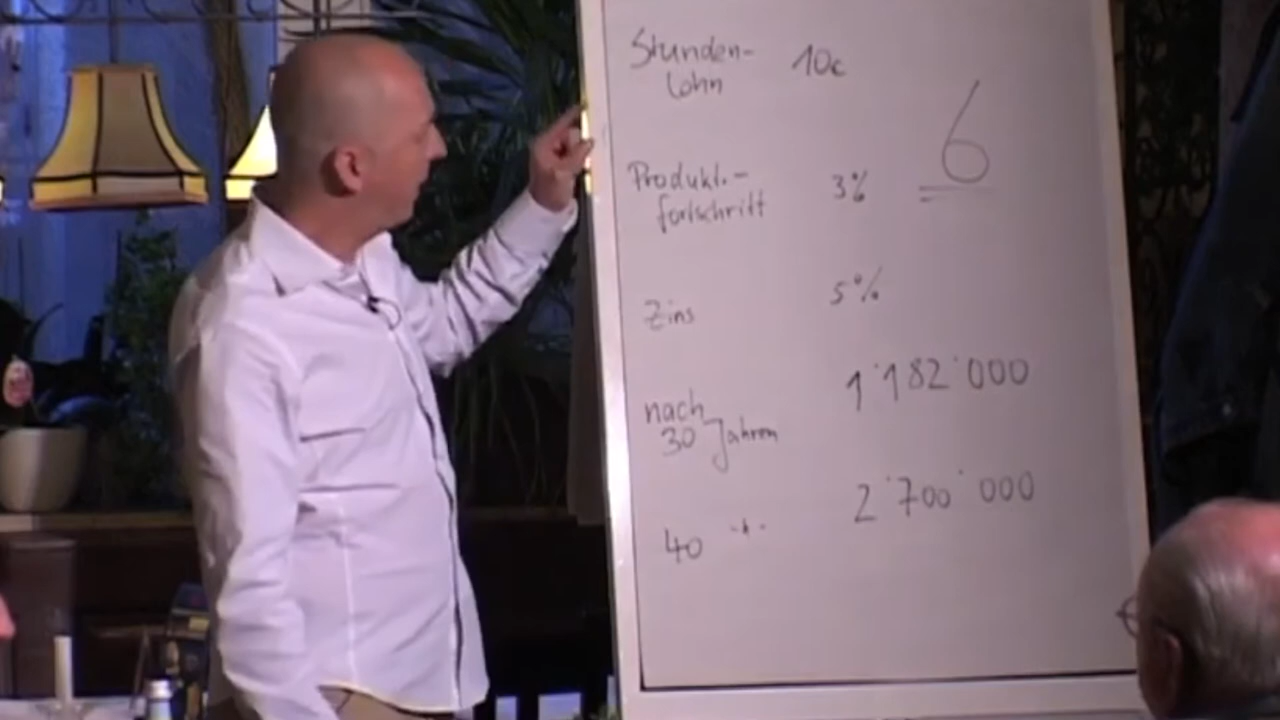 Stunden-
lohn 10€
6
Produkt.-
fortschritt 3%
Zins 5%
nach
30 Jahren 1'182'000
40 -"- 2'700'000